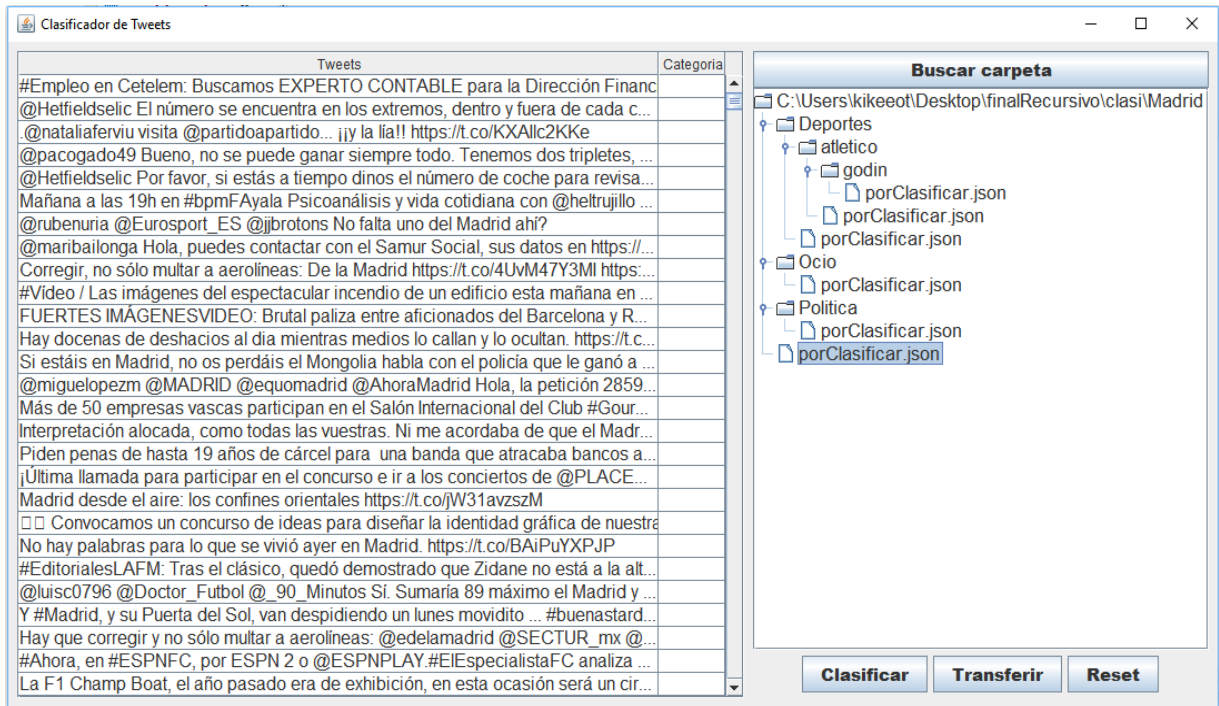 Clasificador de Tweets
Tweets
Categoria
#Empleo en Cetelem: Buscamos EXPERTO CONTABLE para la Dirección Financ
@Hetfieldselic El número se encuentra en los extremos, dentro y fuera de cada c...
.@nataliaferviu visita @partidoapartido... ¡¡y la lía!! https://t.co/KXAllc2KKe
@pacogado49 Bueno, no se puede ganar siempre todo. Tenemos dos tripletes, ...
@Hetfieldselic Por favor, si estás a tiempo dinos el número de coche para revisa...
Mañana a las 19h en #bpmFAyala Psicoanálisis y vida cotidiana con @heltrujillo ...
@rubenuria @Eurosport_ES @jjbrotons No falta uno del Madrid ahí?
@maribailonga Hola, puedes contactar con el Samur Social, sus datos en https://...
Corregir, no sólo multar a aerolíneas: De la Madrid https://t.co/4UvM47Y3Ml https:...
#Vídeo / Las imágenes del espectacular incendio de un edificio esta mañana en ...
FUERTES IMÁGENESVIDEO: Brutal paliza entre aficionados del Barcelona y R...
Hay docenas de deshacios al dia mientras medios lo callan y lo ocultan. https://t.c...
Si estáis en Madrid, no os perdáis el Mongolia habla con el policía que le ganó a ...
@miguelopezm @MADRID @equomadrid @AhoraMadrid Hola, la petición 2859...
Más de 50 empresas vascas participan en el Salón Internacional del Club #Gour...
Interpretación alocada, como todas las vuestras. Ni me acordaba de que el Madr...
Piden penas de hasta 19 años de cárcel para  una banda que atracaba bancos a...
¡Última llamada para participar en el concurso e ir a los conciertos de @PLACE...
Madrid desde el aire: los confines orientales https://t.co/jW31avzszM
□□ Convocamos un concurso de ideas para diseñar la identidad gráfica de nuestra
No hay palabras para lo que se vivió ayer en Madrid. https://t.co/BAiPuYXPJP
#EditorialesLAFM: Tras el clásico, quedó demostrado que Zidane no está a la alt...
@luisc0796 @Doctor_Futbol @_90_Minutos Sí. Sumaría 89 máximo el Madrid y ...
Y #Madrid, y su Puerta del Sol, van despidiendo un lunes movidito ... #buenastard...
Hay que corregir y no sólo multar a aerolíneas: @edelamadrid @SECTUR_mx @...
#Ahora, en #ESPNFC, por ESPN 2 o @ESPNPLAY.#ElEspecialistaFC analiza ...
La F1 Champ Boat, el año pasado era de exhibición, en esta ocasión será un cir...
Buscar carpeta
C:\Users\kikeeot\Desktop\finalRecursivo\clasi\Madrid
Deportes
atletico
godin
porClasificar.json
porClasificar.json
porClasificar.json
Ocio
porClasificar.json
Politica
porClasificar.json
porClasificar.json
Clasificar
Transferir
Reset